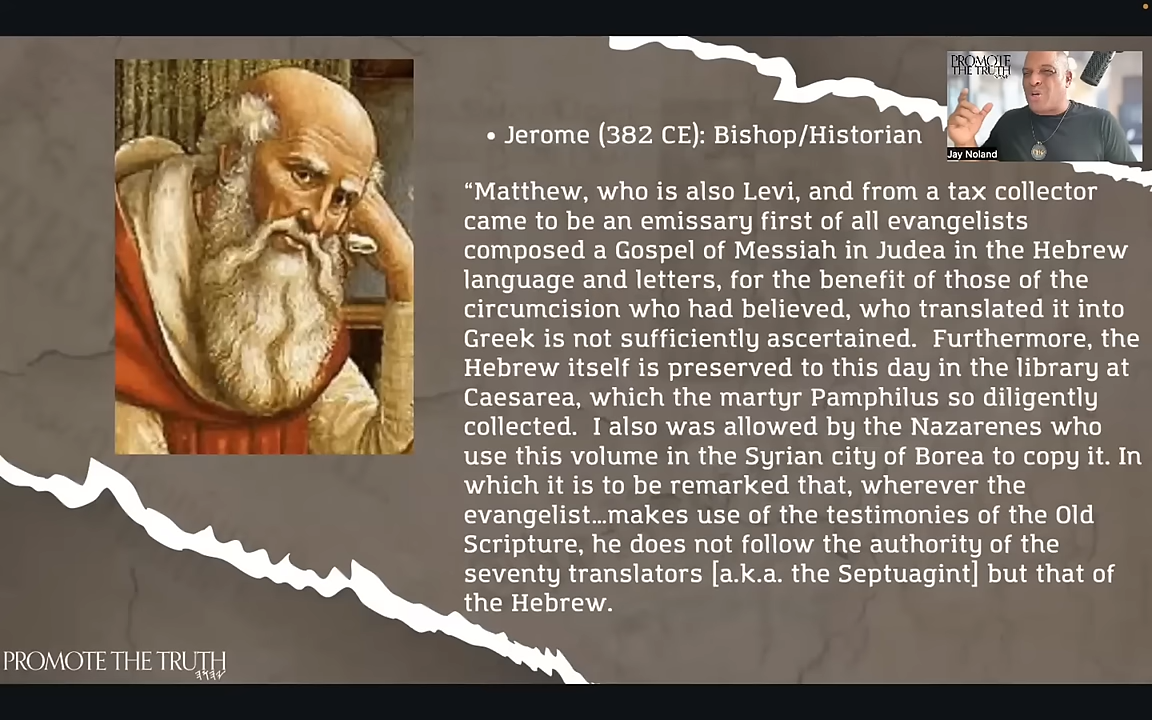 PROMOTE
THE TRUTH
Jay Noland
• Jerome (382 CE): Bishop/Historian
“Matthew, who is also Levi, and from a tax collector
came to be an emissary first of all evangelists
composed a Gospel of Messiah in Judea in the Hebrew
language and letters, for the benefit of those of the
circumcision who had believed, who translated it into
Greek is not sufficiently ascertained.  Furthermore, the
Hebrew itself is preserved to this day in the library at
Caesarea, which the martyr Pamphilus so diligently
collected.  I also was allowed by the Nazarenes who
use this volume in the Syrian city of Borea to copy it. In
which it is to be remarked that, wherever the
evangelist...makes use of the testimonies of the Old
Scripture, he does not follow the authority of the
seventy translators [a.k.a. the Septuagint] but that of
the Hebrew.
PROMOTE THE TRUTH